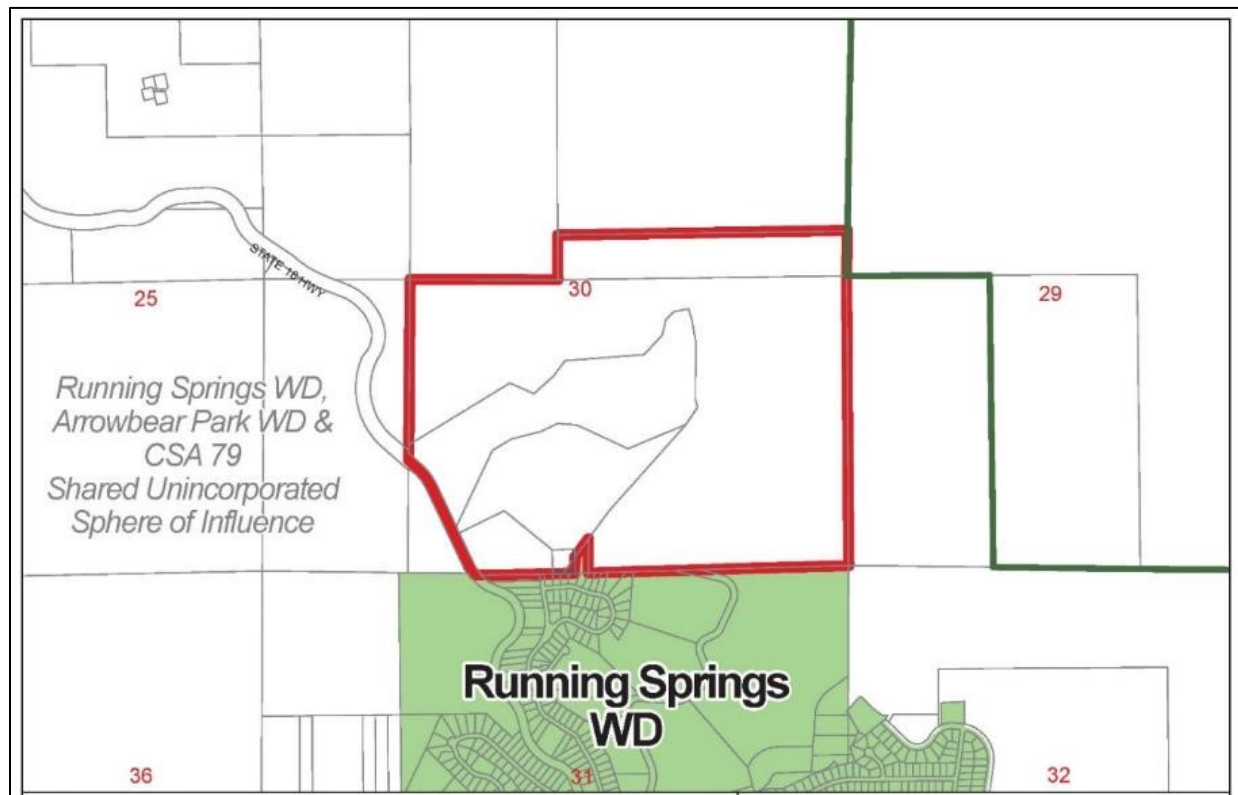 STATE 18 HWY
25
30
29
Running Springs WD,
Arrowbear Park WD &
CSA 79
Shared Unincorporated
Sphere of Influence
Running Springs
WD
36
31
32